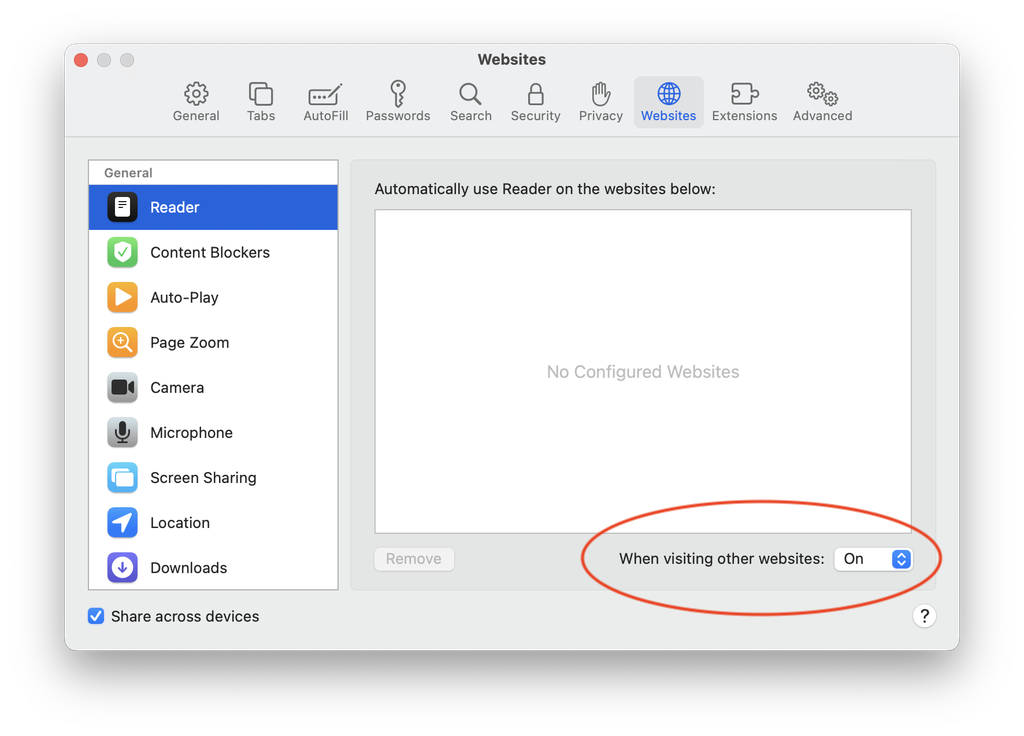 Websites
General Tabs AutoFill Passwords Search Security Privacy Websites Extensions Advanced
General
Reader
Content Blockers
Auto-Play
Page Zoom
Camera
Microphone
Screen Sharing
Location
Downloads
Automatically use Reader on the websites below:
No Configured Websites
Remove
When visiting other websites: On
Share across devices
?